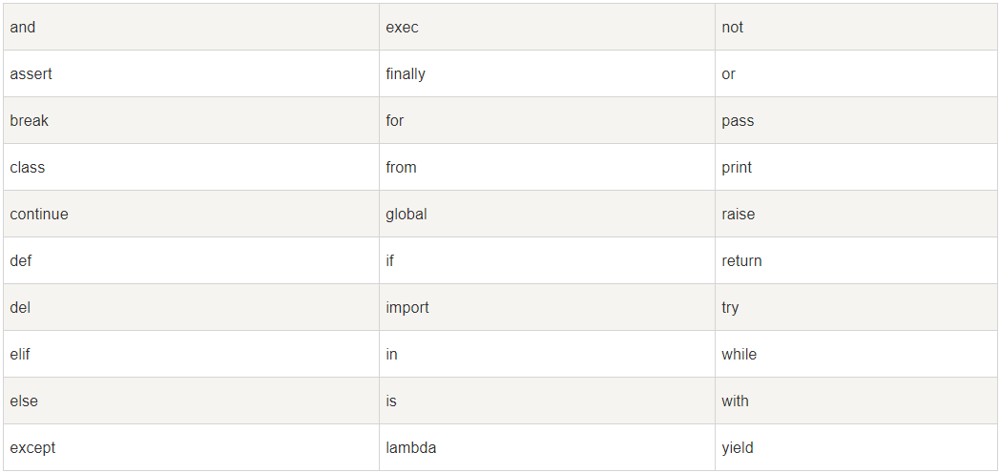 and exec not
assert finally or
break for pass
class from print
continue global raise
def if return
del import try
elif in while
else is with
except lambda yield